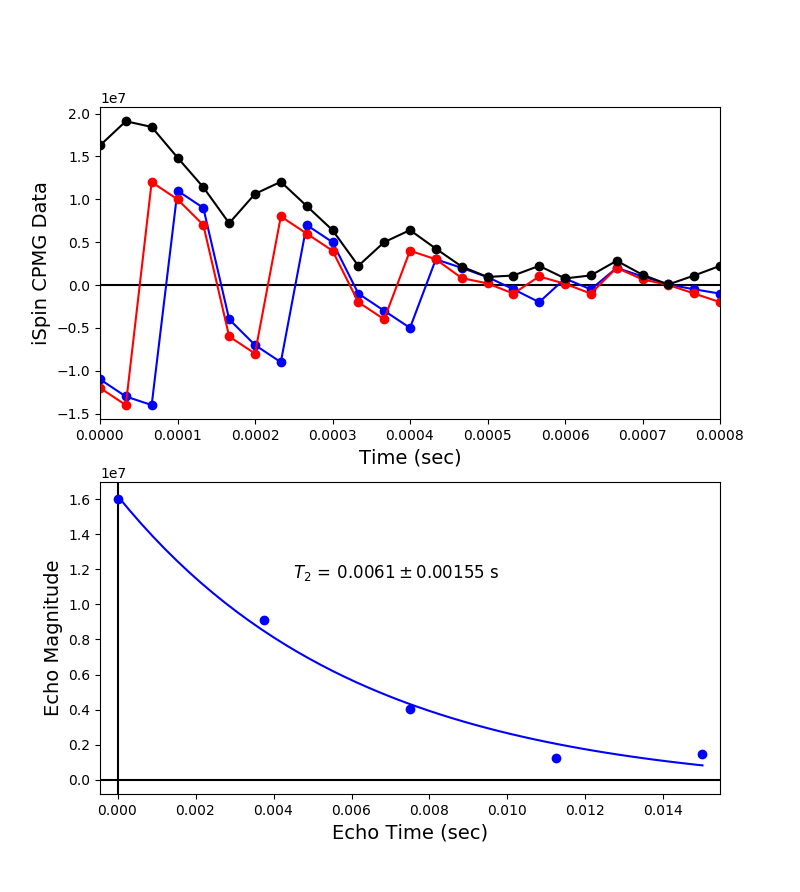 1e7
2.0
1.5
1.0
0.5
0.0
−0.5
−1.0
−1.5
iSpin CPMG Data
0.0000 0.0001 0.0002 0.0003 0.0004 0.0005 0.0006 0.0007 0.0008
Time (sec)
1e7
1.6
1.4
1.2
1.0
0.8
0.6
0.4
0.2
0.0
Echo Magnitude
T₂ = 0.0061 ± 0.00155 s
0.000 0.002 0.004 0.006 0.008 0.010 0.012 0.014
Echo Time (sec)